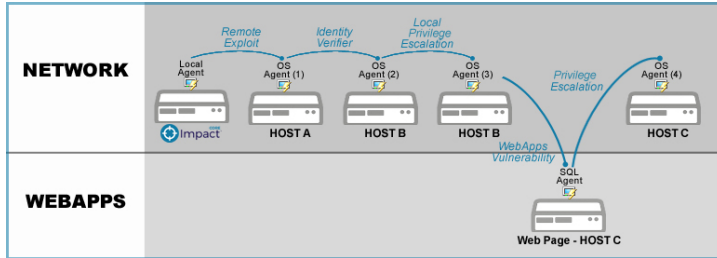 NETWORK
Remote
Exploit
Identity
Verifier
Local
Privilege
Escalation
Local
Agent
OS
Agent (1)
OS
Agent (2)
OS
Agent (3)
Privilege
Escalation
OS
Agent (4)
core
Impact
HOST A
HOST B
HOST B
HOST C
WebApps
Vulnerability
WEBAPPS
SQL
Agent
Web Page - HOST C